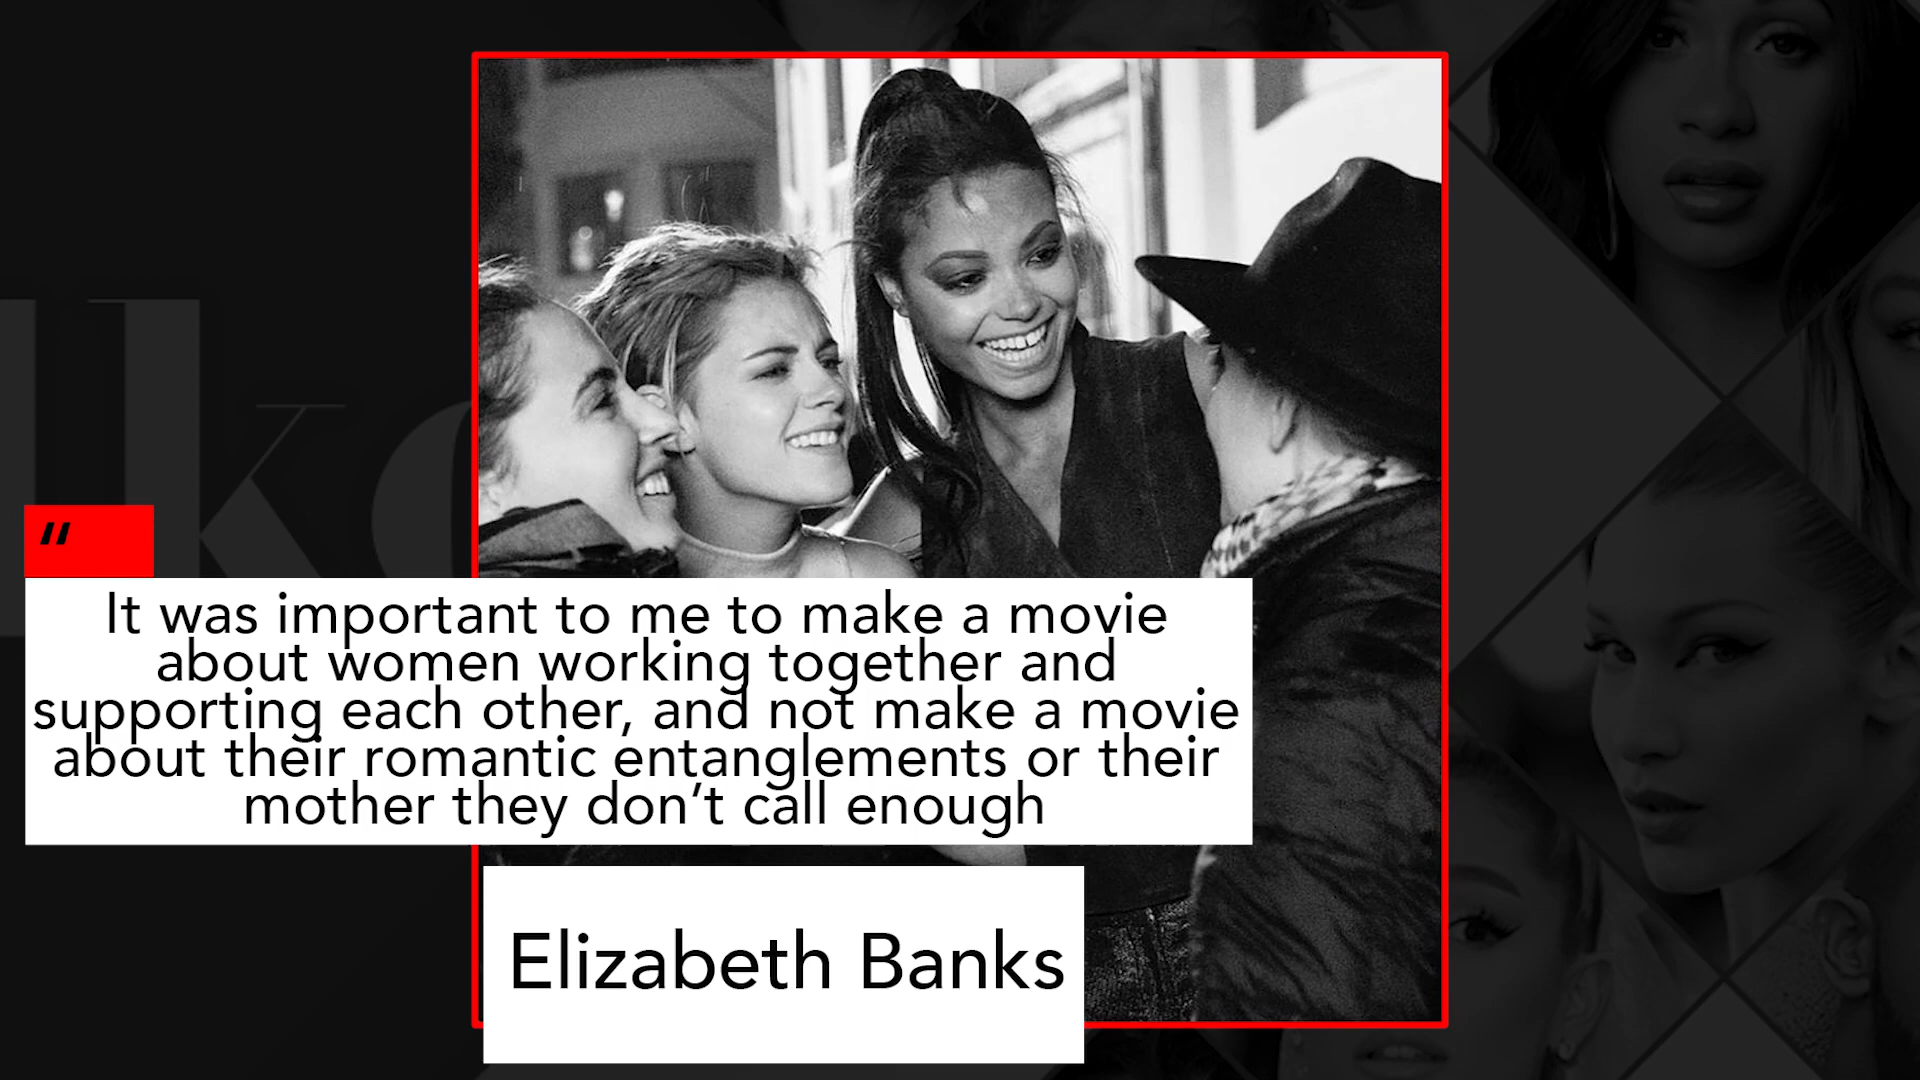 lk
“
It was important to me to make a movie
about women working together and
supporting each other, and not make a movie
about their romantic entanglements or their
mother they don’t call enough
Elizabeth Banks